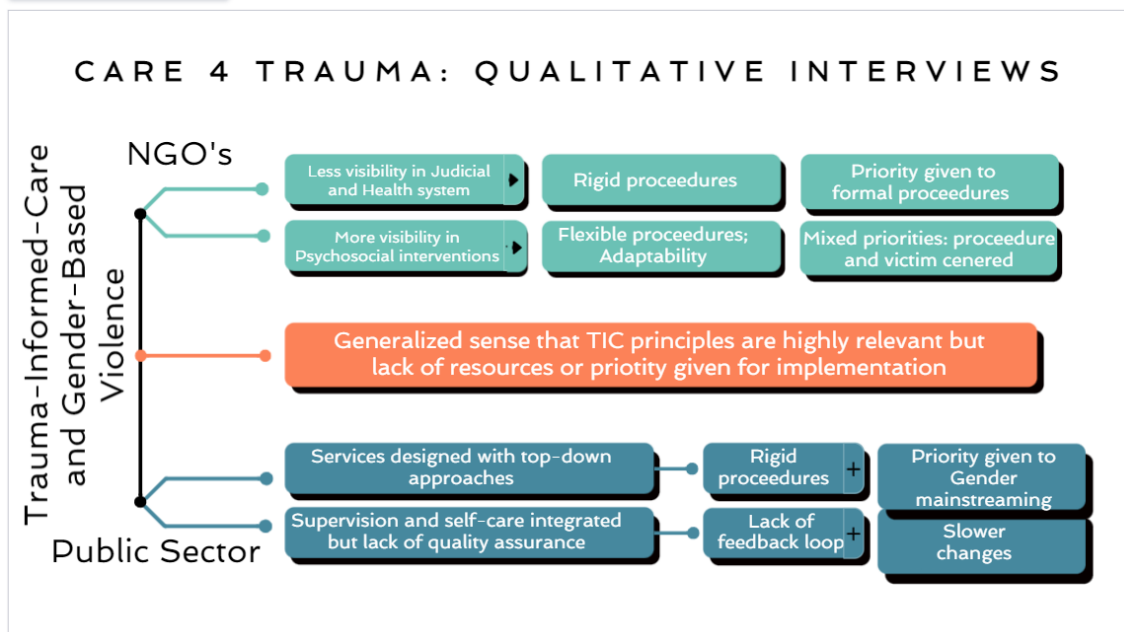 CARE 4 TRAUMA: QUALITATIVE INTERVIEWS
Trauma-Informed-Care
and Gender-Based
Violence
NGO's
Less visibility in Judicial
and Health system
Rigid proceedures
Priority given to
formal proceedures
More visibility in
Psychosocial interventions
Flexible proceedures;
Adaptability
Mixed priorities: proceedure
and victim cenered
Generalized sense that TIC principles are highly relevant but
lack of resources or priotity given for implementation
Public Sector
Services designed with top-down
approaches
Rigid
proceedures
+
Priority given to
Gender
mainstreaming
Supervision and self-care integrated
but lack of quality assurance
Lack of
feedback loop
+
Slower
changes